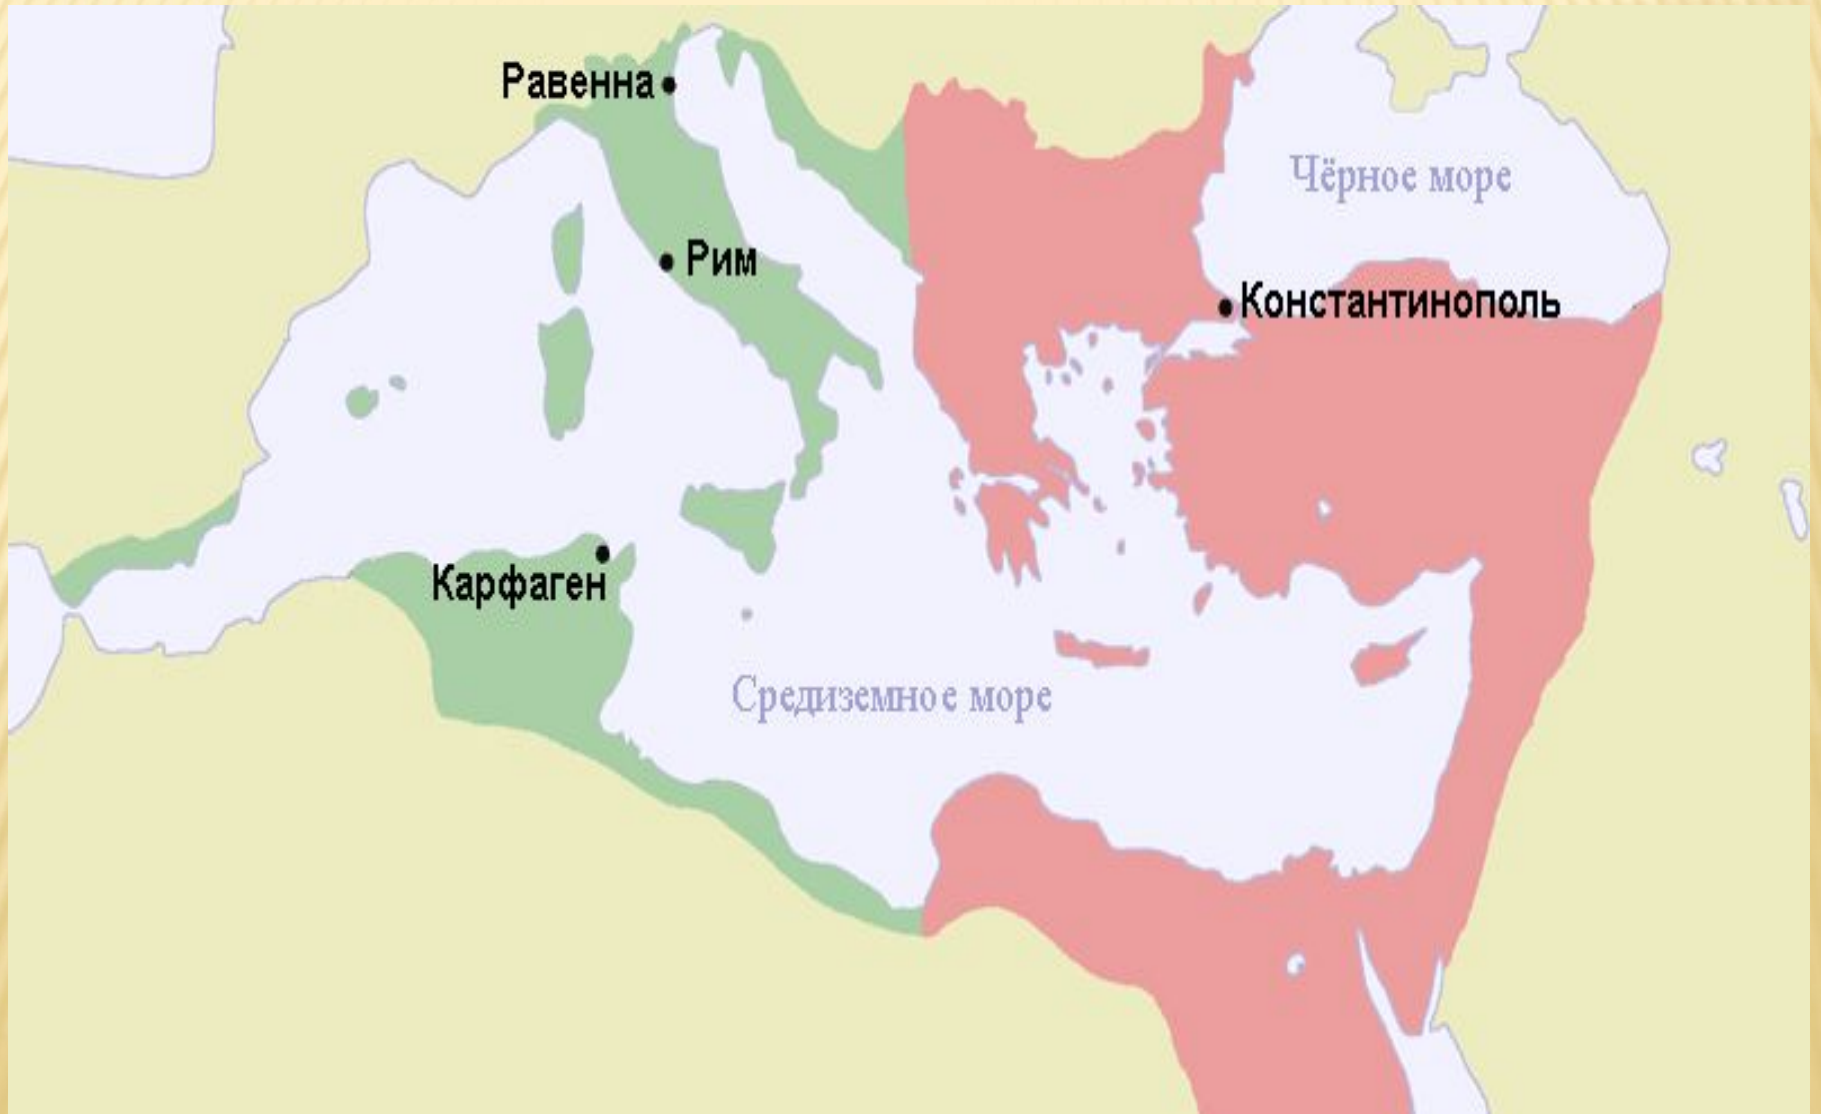 Равенна
Чёрное море
Рим
Константинополь
Карфаген
Средиземное море